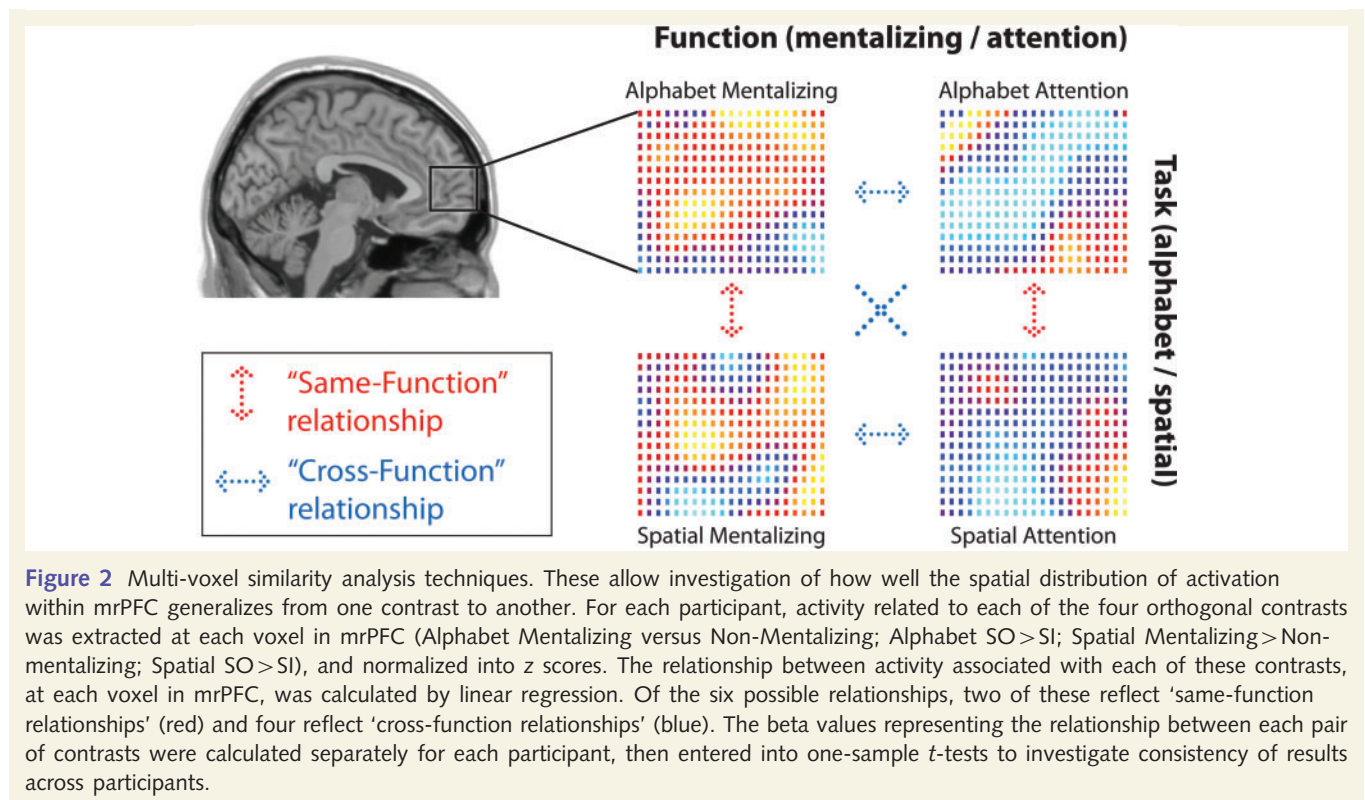 Function (mentalizing / attention)
Alphabet Mentalizing
Alphabet Attention
Task (alphabet / spatial)
"Same-Function"
relationship
"Cross-Function"
relationship
Spatial Mentalizing
Spatial Attention
Figure 2 Multi-voxel similarity analysis techniques. These allow investigation of how well the spatial distribution of activation
within mrPFC generalizes from one contrast to another. For each participant, activity related to each of the four orthogonal contrasts
was extracted at each voxel in mrPFC (Alphabet Mentalizing versus Non-Mentalizing; Alphabet SO>SI; Spatial Mentalizing>Non-
mentalizing; Spatial SO>SI), and normalized into z scores. The relationship between activity associated with each of these contrasts,
at each voxel in mrPFC, was calculated by linear regression. Of the six possible relationships, two of these reflect 'same-function
relationships' (red) and four reflect 'cross-function relationships' (blue). The beta values representing the relationship between each pair
of contrasts were calculated separately for each participant, then entered into one-sample t-tests to investigate consistency of results
across participants.